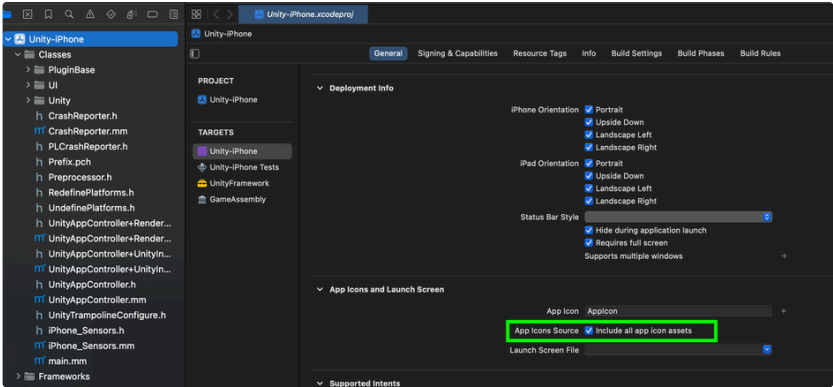 Unity-iPhone.xcodeproj
Unity-iPhone
Classes
PluginBase
UI
Unity
CrashReporter.h
CrashReporter.mm
PLCrashReporter.h
Prefix.pch
Preprocessor.h
RedefinePlatforms.h
UndefinePlatforms.h
UnityAppController+Render...
UnityAppController+Render...
UnityAppController+UnityIn...
UnityAppController+UnityIn...
UnityAppController.h
UnityAppController.mm
UnityTrampolineConfigure.h
iPhone_Sensors.h
iPhone_Sensors.mm
main.mm
Frameworks
Unity-iPhone
General Signing & Capabilities Resource Tags Info Build Settings Build Phases Build Rules
PROJECT
Unity-iPhone
TARGETS
Unity-iPhone
Unity-iPhone Tests
UnityFramework
GameAssembly
Deployment Info
iPhone Orientation Portrait
Upside Down
Landscape Left
Landscape Right
iPad Orientation Portrait
Upside Down
Landscape Left
Landscape Right
Status Bar Style
Hide during application launch
Requires full screen
Supports multiple windows
App Icons and Launch Screen
App Icon AppIcon
App Icons Source Include all app icon assets
Launch Screen File
Supported Intents